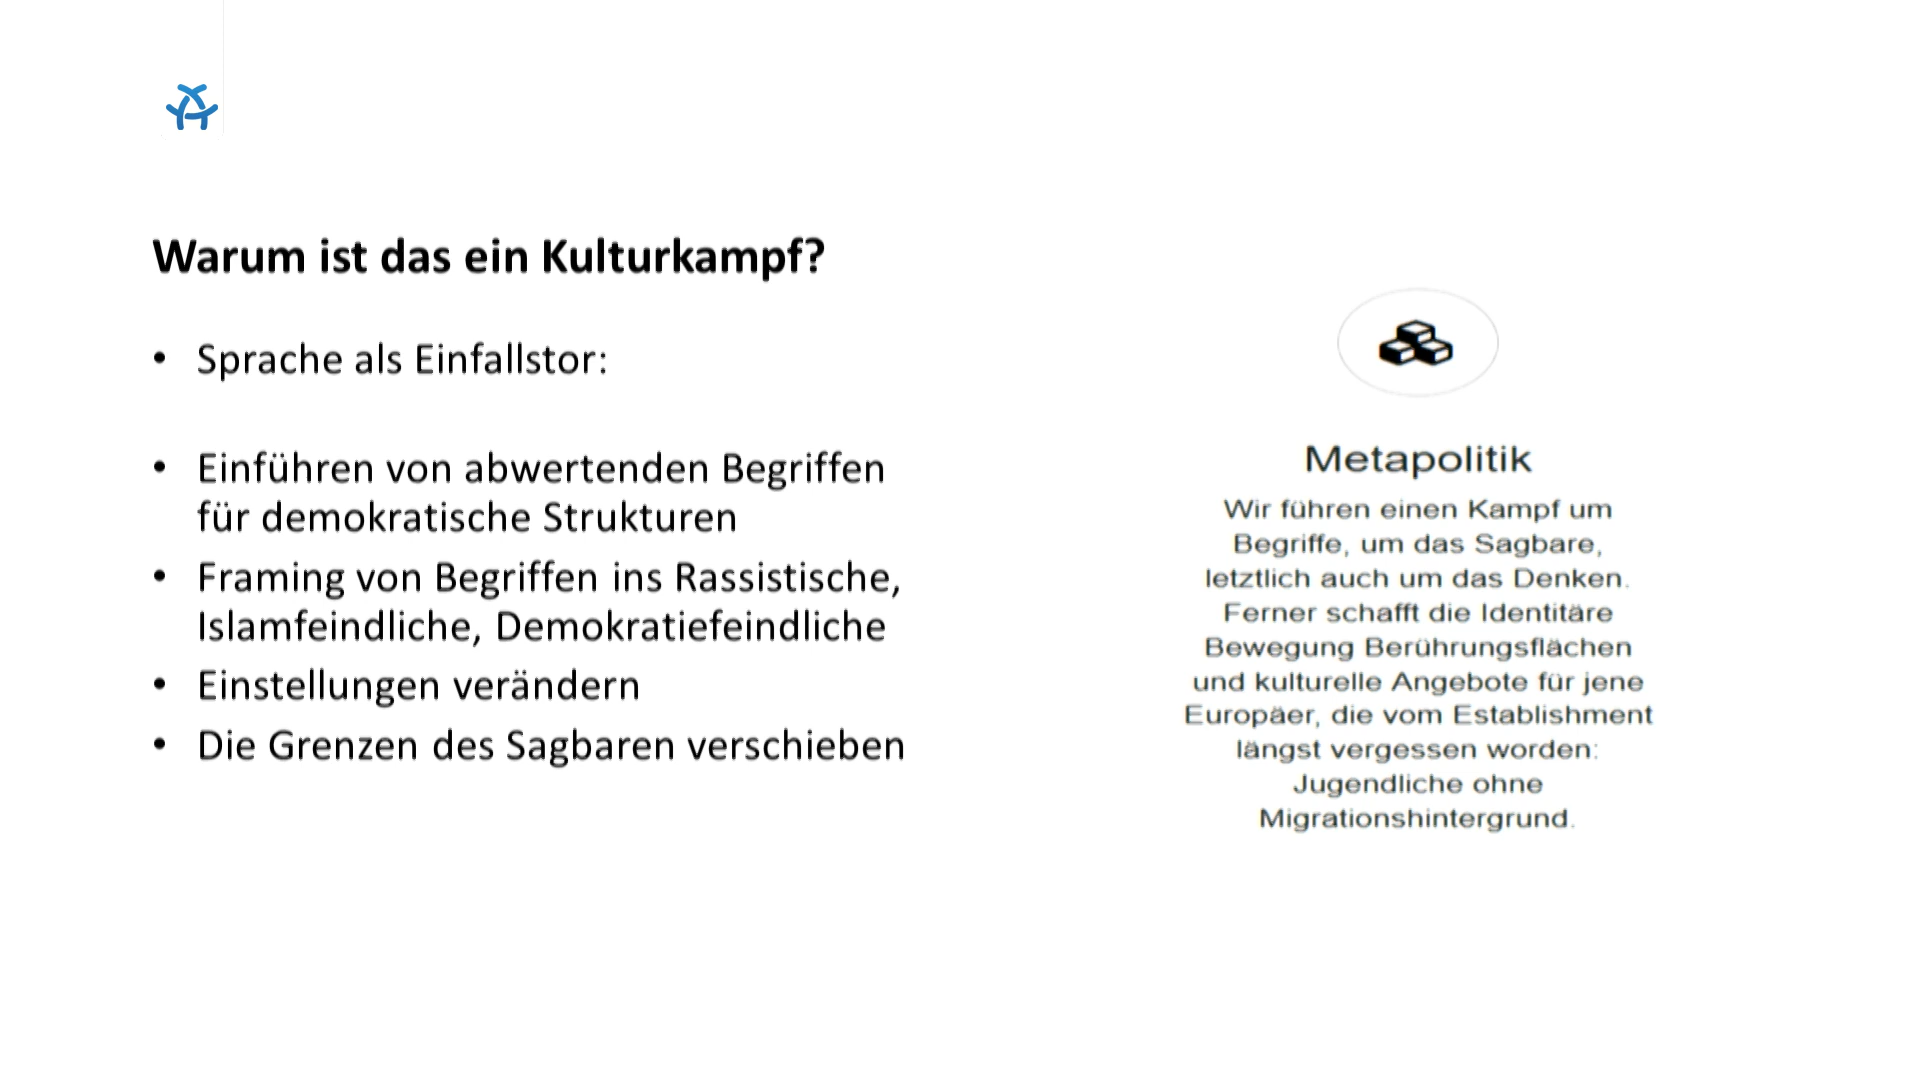 Warum ist das ein Kulturkampf?
• Sprache als Einfallstor:
• Einführen von abwertenden Begriffen
für demokratische Strukturen
• Framing von Begriffen ins Rassistische,
Islamfeindliche, Demokratiefeindliche
• Einstellungen verändern
• Die Grenzen des Sagbaren verschieben
Metapolitik
Wir führen einen Kampf um
Begriffe, um das Sagbare,
letztlich auch um das Denken.
Ferner schafft die Identitäre
Bewegung Berührungsflächen
und kulturelle Angebote für jene
Europäer, die vom Establishment
längst vergessen worden:
Jugendliche ohne
Migrationshintergrund.